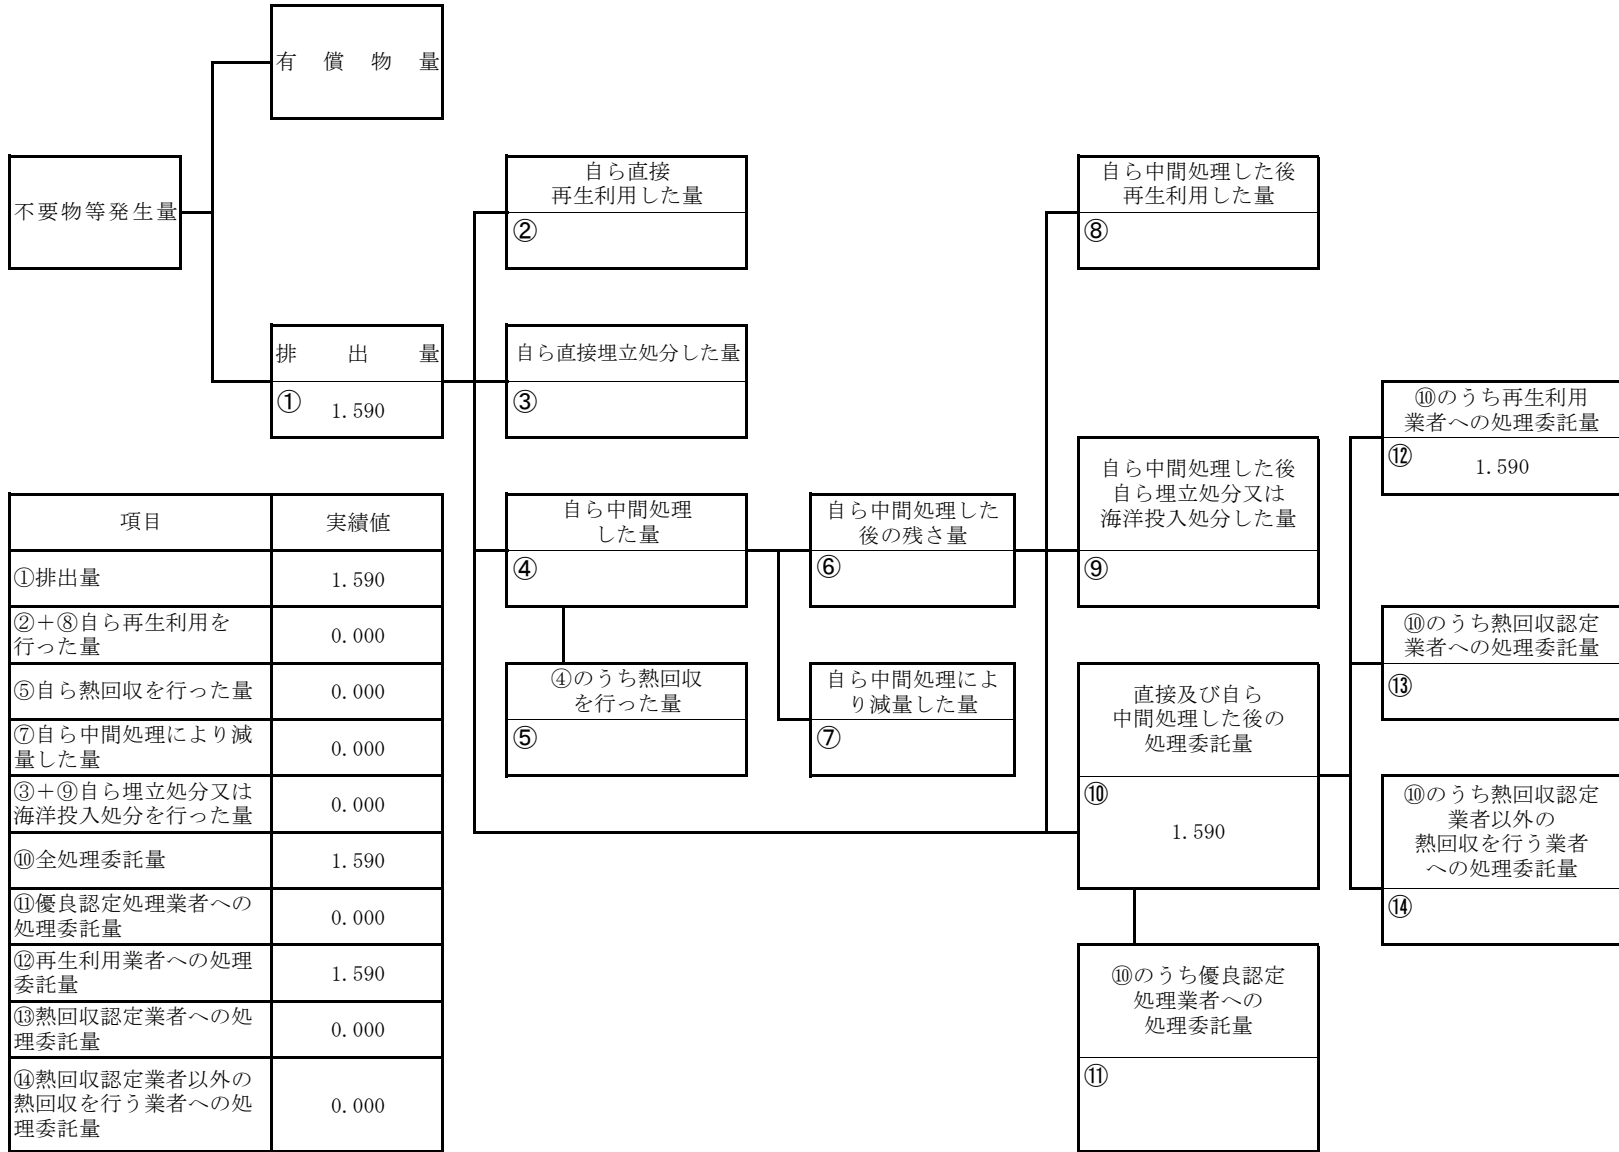 有償物量
不要物等発生量
自ら直接
再生利用した量
②
自ら中間処理した後
再生利用した量
⑧
排出量
① 1.590
自ら直接埋立処分した量
③
⑩のうち再生利用
業者への処理委託量
⑫ 1.590
自ら中間処理した後
自ら埋立処分又は
海洋投入処分した量
⑨
自ら中間処理
した量
④
自ら中間処理した
後の残さ量
⑥
⑩のうち熱回収認定
業者への処理委託量
⑬
④のうち熱回収
を行った量
⑤
自ら中間処理によ
り減量した量
⑦
直接及び自ら
中間処理した後の
処理委託量
⑩
1.590
⑩のうち熱回収認定
業者以外の
熱回収を行う業者
への処理委託量
⑭
⑩のうち優良認定
処理業者への
処理委託量
⑪
項目 実績値
①排出量 1.590
②＋⑧自ら再生利用を
行った量 0.000
⑤自ら熱回収を行った量 0.000
⑦自ら中間処理により減
量した量 0.000
③＋⑨自ら埋立処分又は
海洋投入処分を行った量 0.000
⑩全処理委託量 1.590
⑪優良認定処理業者への
処理委託量 0.000
⑫再生利用業者への処理
委託量 1.590
⑬熱回収認定業者への処
理委託量 0.000
⑭熱回収認定業者以外の
熱回収を行う業者への処
理委託量 0.000